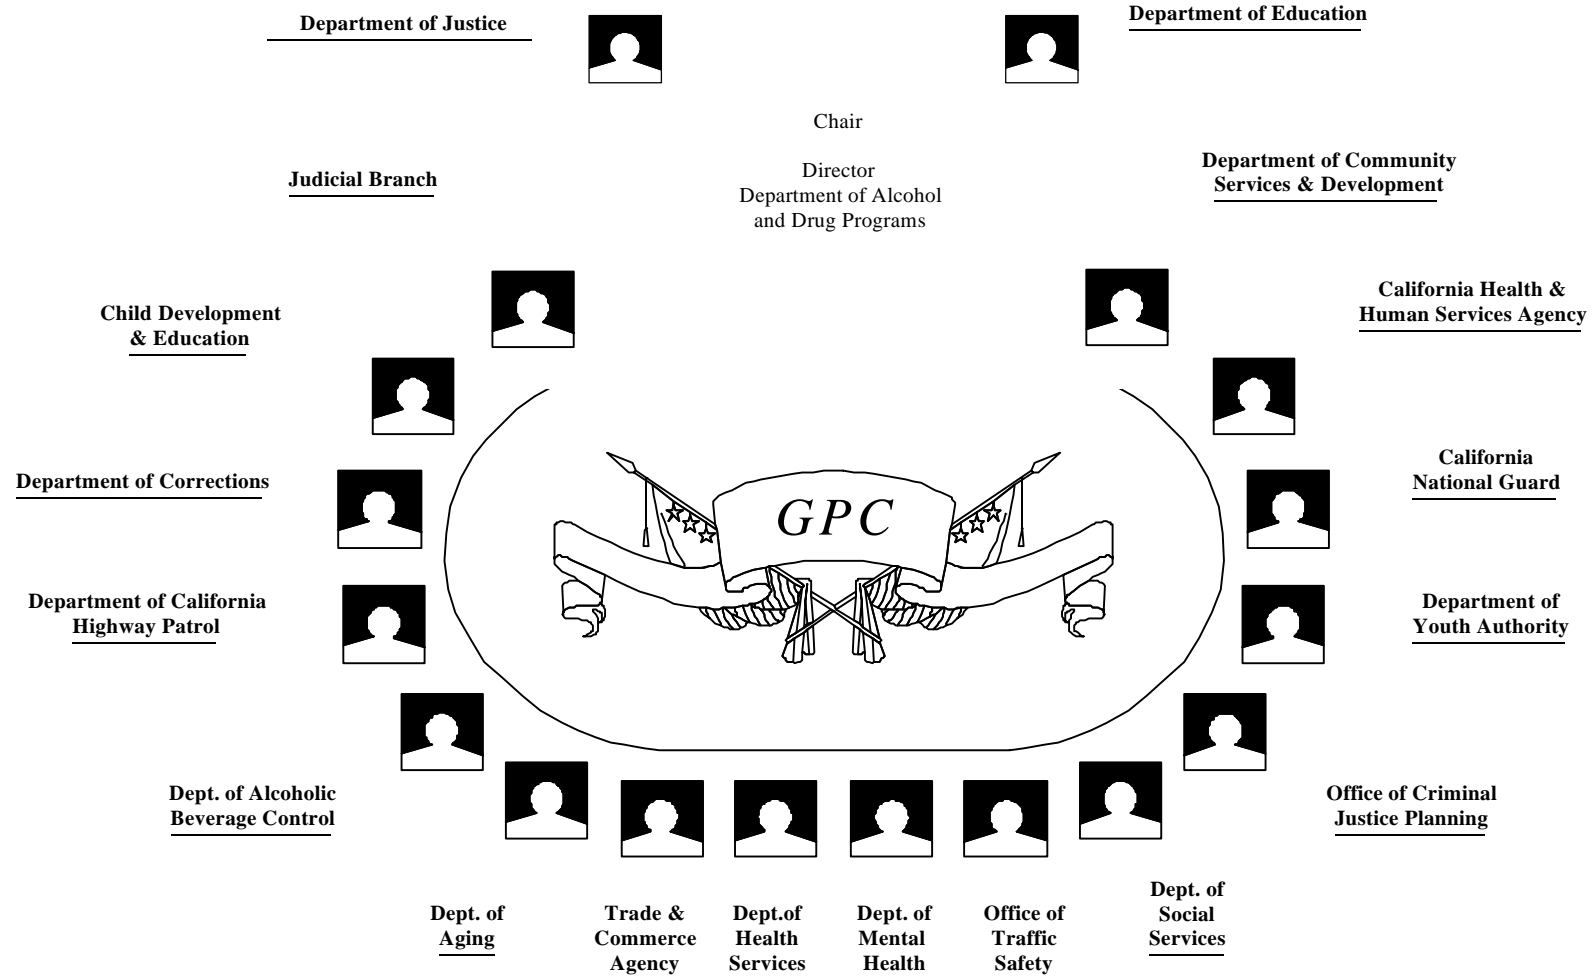 Department of Justice
Department of Education
Chair
Judicial Branch
Director
Department of Alcohol
and Drug Programs
Department of Community
Services & Development
Child Development
& Education
California Health &
Human Services Agency
Department of Corrections
California
National Guard
GPC
Department of California
Highway Patrol
Department of
Youth Authority
Dept. of Alcoholic
Beverage Control
Office of Criminal
Justice Planning
Dept. of
Aging
Trade &
Commerce
Agency
Dept.of
Health
Services
Dept. of
Mental
Health
Office of
Traffic
Safety
Dept. of
Social
Services